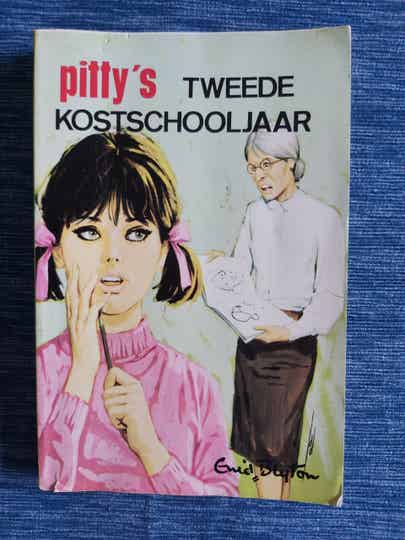 pitty's TWEEDE
KOSTSCHOOLJAAR
Enid Blyton